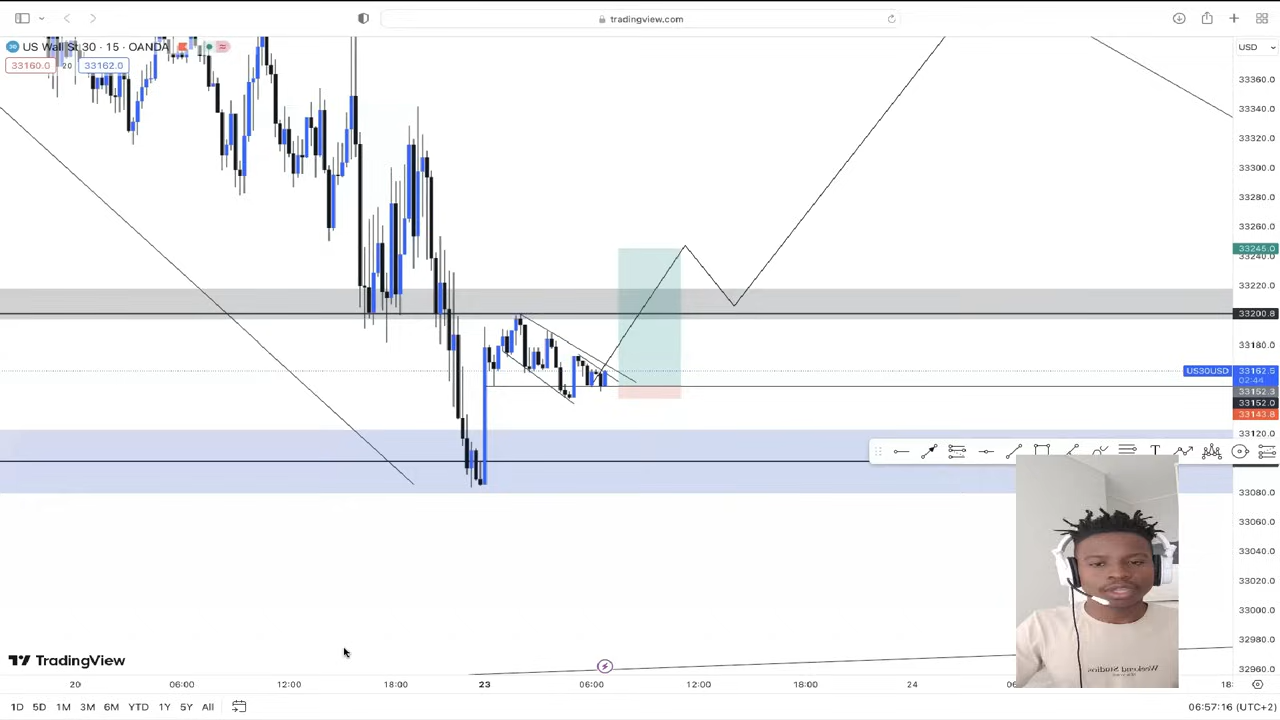 tradingview.com
US Wall St 30 · 15 · OANDA
USD
33160.0 20 33162.0
33360.0
33340.0
33320.0
33300.0
33280.0
33260.0
33245.0
33240.0
33220.0
33200.8
33180.0
US30USD 33162.5
02:44
33152.3
33152.0
33143.8
33120.0
T
33080.0
33060.0
33040.0
33020.0
33000.0
32980.0
32960.0
Weekend Studios
TradingView
20 06:00 12:00 18:00 23 06:00 12:00 18:00 24 18:
1D 5D 1M 3M 6M YTD 1Y 5Y All
06:57:16 (UTC+2)